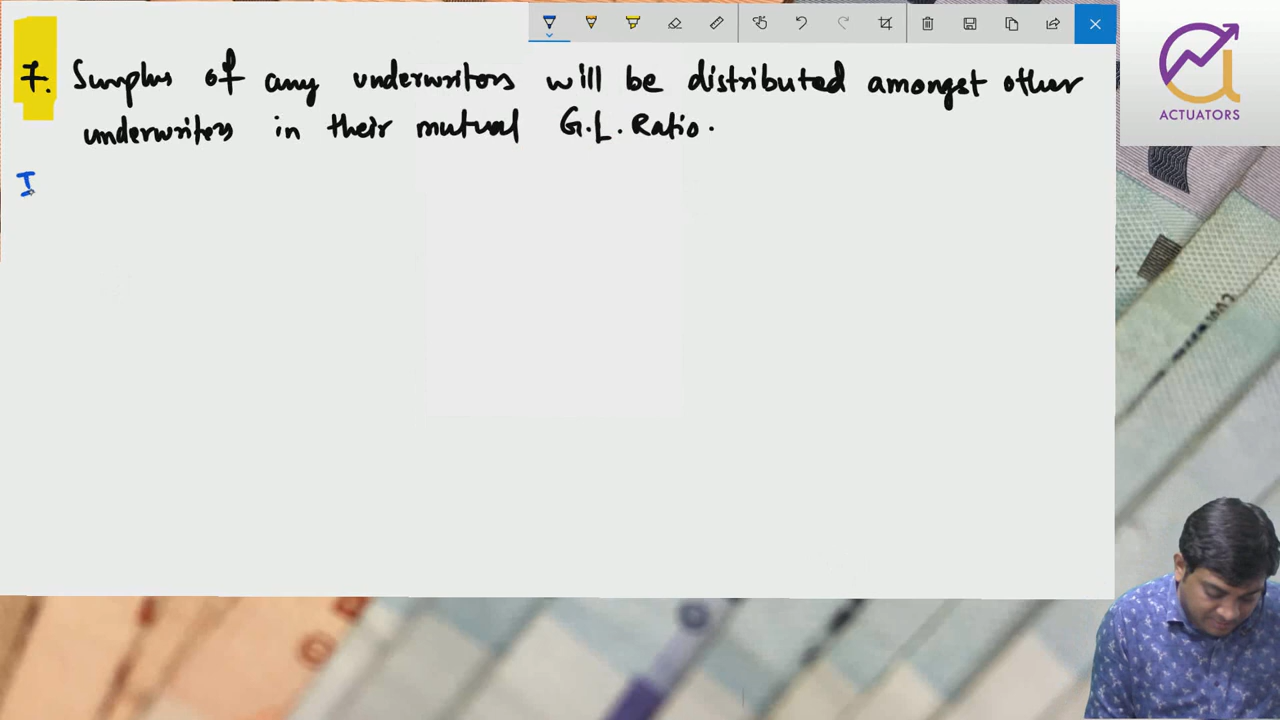 7. Surplus of any underwriters will be distributed amongst other
underwriters in their mutual G.L. Ratio.
I
ACTUATORS